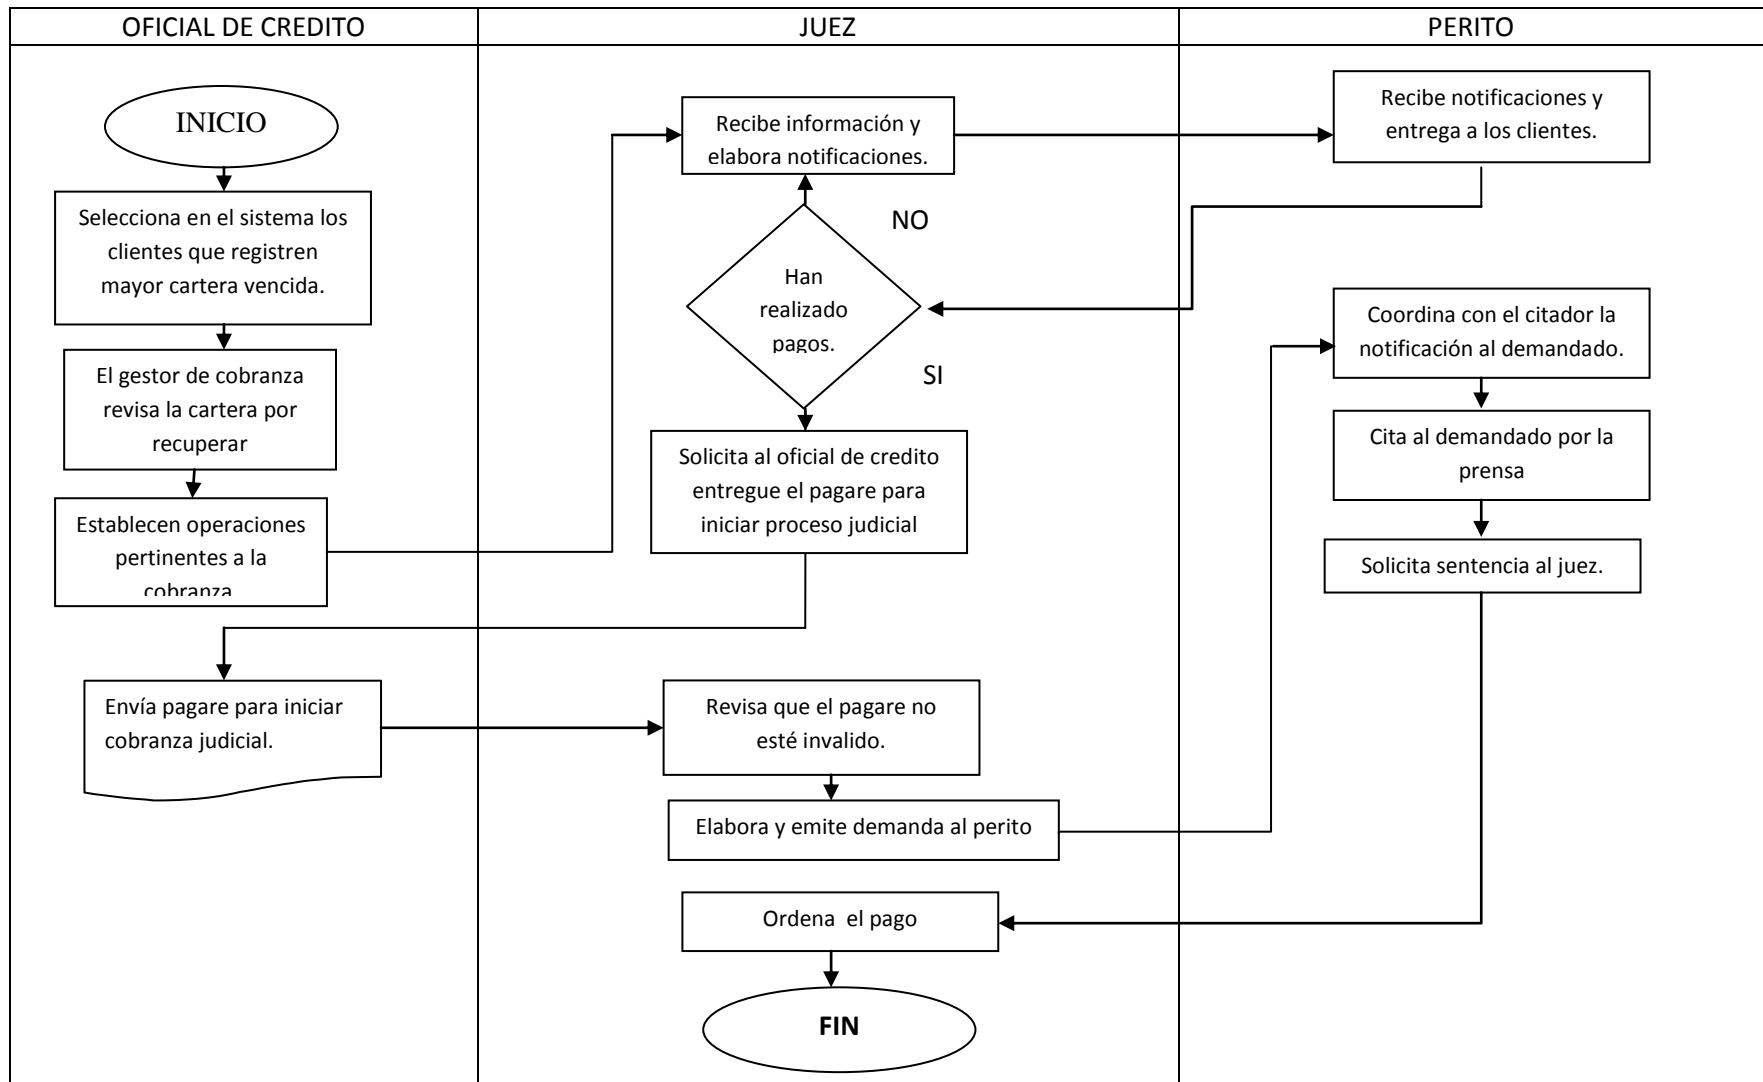 OFICIAL DE CREDITO
JUEZ
PERITO
INICIO
Selecciona en el sistema los
clientes que registren
mayor cartera vencida.
El gestor de cobranza
revisa la cartera por
recuperar
Establecen operaciones
pertinentes a la
cobranza
Envía pagare para iniciar
cobranza judicial.
Recibe información y
elabora notificaciones.
NO
Han
realizado
pagos.
SI
Solicita al oficial de credito
entregue el pagare para
iniciar proceso judicial
Revisa que el pagare no
esté invalido.
Elabora y emite demanda al perito
Ordena el pago
FIN
Recibe notificaciones y
entrega a los clientes.
Coordina con el citador la
notificación al demandado.
Cita al demandado por la
prensa
Solicita sentencia al juez.